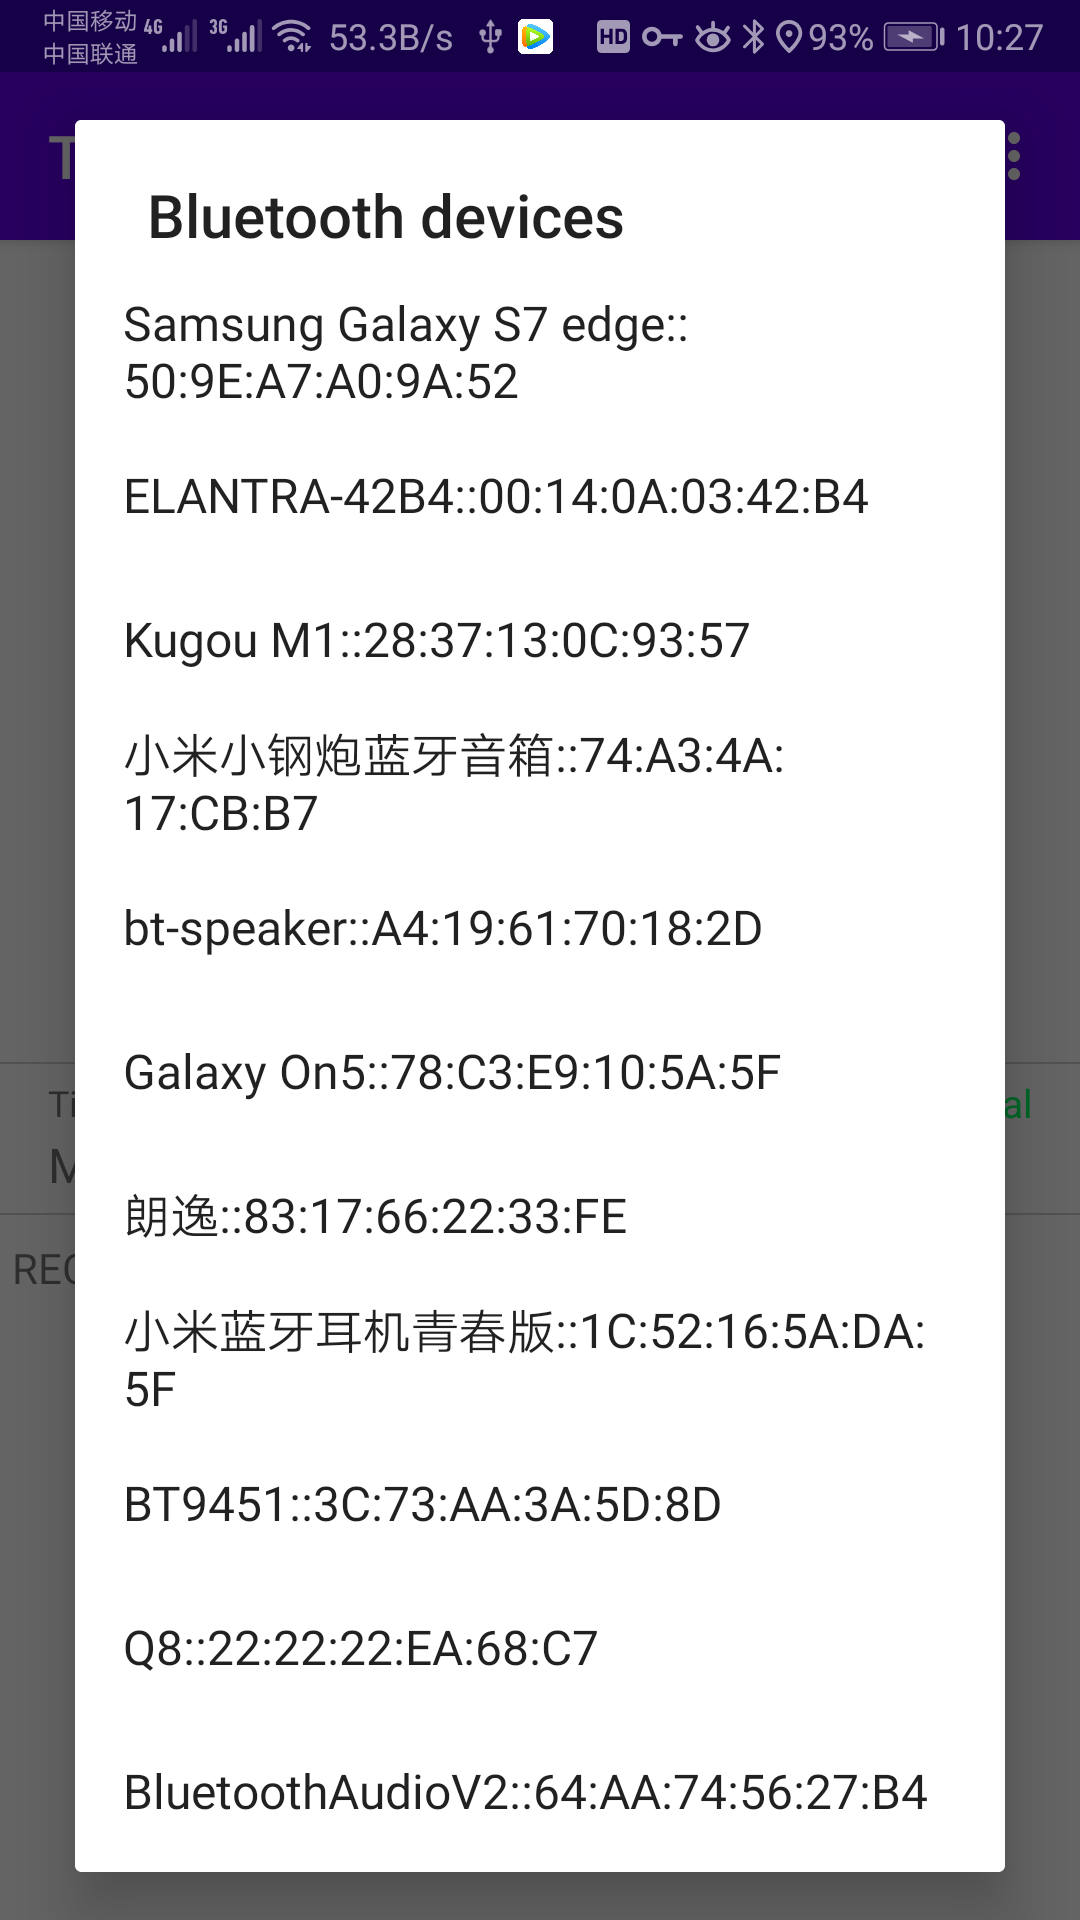 中国移动 4G 3G 53.3B/s HD 93% 10:27
中国联通
T
Bluetooth devices
Samsung Galaxy S7 edge::
50:9E:A7:A0:9A:52
ELANTRA-42B4::00:14:0A:03:42:B4
Kugou M1::28:37:13:0C:93:57
小米小钢炮蓝牙音箱::74:A3:4A:
17:CB:B7
bt-speaker::A4:19:61:70:18:2D
Galaxy On5::78:C3:E9:10:5A:5F
Ti al
M
朗逸::83:17:66:22:33:FE
REC
小米蓝牙耳机青春版::1C:52:16:5A:DA:
5F
BT9451::3C:73:AA:3A:5D:8D
Q8::22:22:22:EA:68:C7
BluetoothAudioV2::64:AA:74:56:27:B4